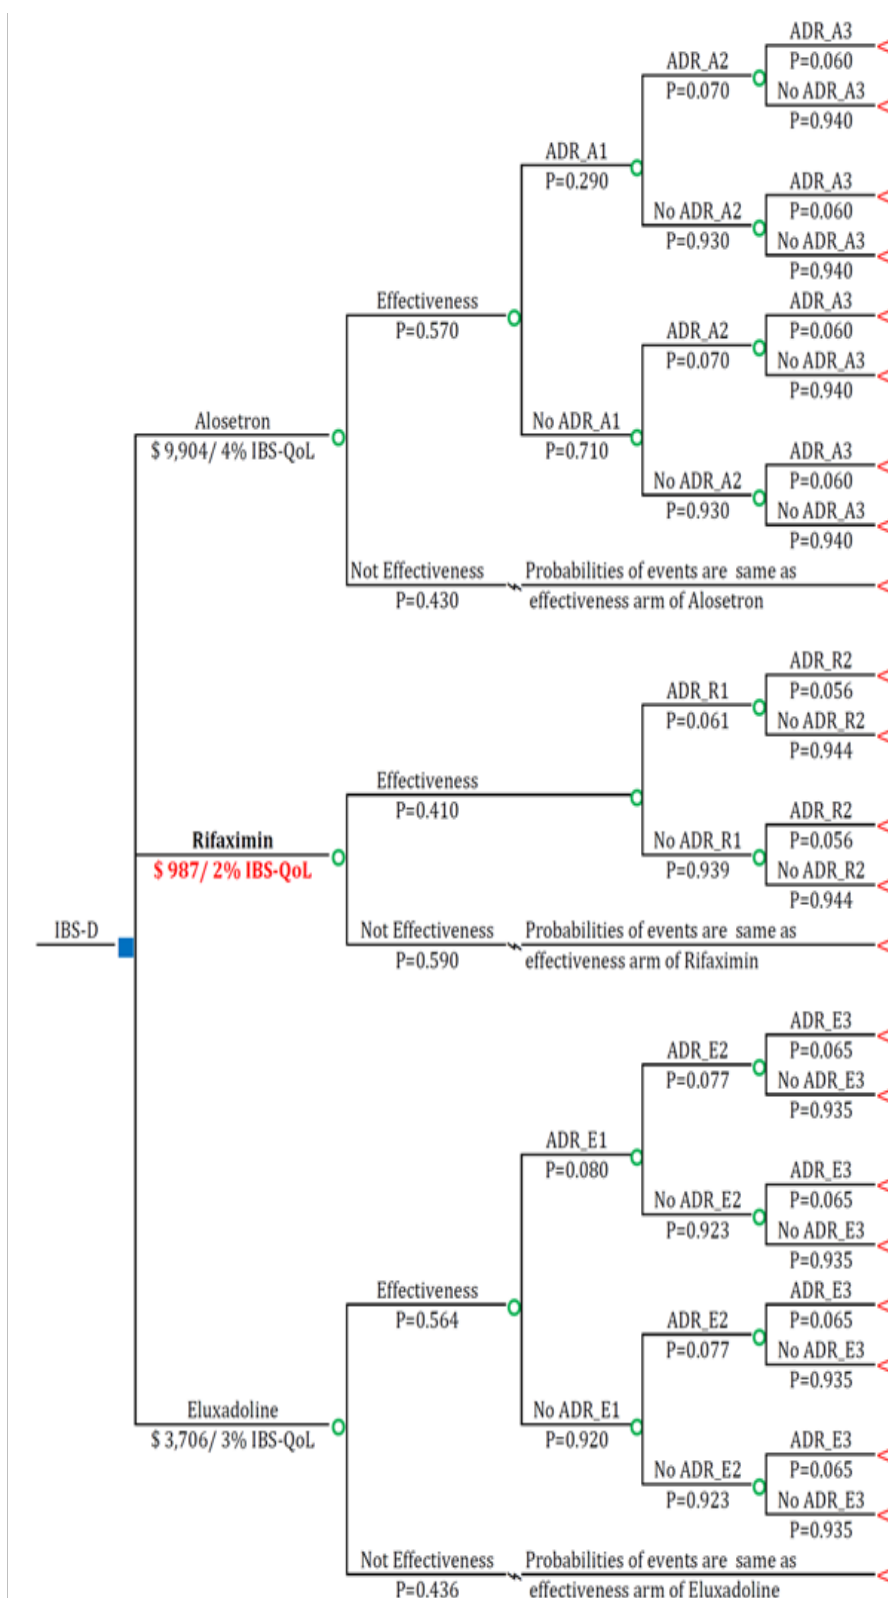 ADR_A3
P=0.060
ADR_A2
P=0.070
No ADR_A3
P=0.940
ADR_A1
P=0.290
ADR_A3
P=0.060
No ADR_A2
P=0.930
No ADR_A3
P=0.940
Effectiveness
P=0.570
ADR_A3
P=0.060
ADR_A2
P=0.070
No ADR_A3
P=0.940
Alosetron
$ 9,904/ 4% IBS-QoL
No ADR_A1
P=0.710
ADR_A3
P=0.060
No ADR_A2
P=0.930
No ADR_A3
P=0.940
Not Effectiveness
P=0.430
Probabilities of events are same as
effectiveness arm of Alosetron
ADR_R2
P=0.056
ADR_R1
P=0.061
No ADR_R2
P=0.944
Effectiveness
P=0.410
Rifaximin
$ 987/ 2% IBS-QoL
ADR_R2
P=0.056
No ADR_R1
P=0.939
No ADR_R2
P=0.944
IBS-D
Not Effectiveness
P=0.590
Probabilities of events are same as
effectiveness arm of Rifaximin
ADR_E3
P=0.065
ADR_E2
P=0.077
No ADR_E3
P=0.935
ADR_E1
P=0.080
ADR_E3
P=0.065
No ADR_E2
P=0.923
No ADR_E3
P=0.935
Effectiveness
P=0.564
ADR_E3
P=0.065
ADR_E2
P=0.077
No ADR_E3
P=0.935
Eluxadoline
$ 3,706/ 3% IBS-QoL
No ADR_E1
P=0.920
ADR_E3
P=0.065
No ADR_E2
P=0.923
No ADR_E3
P=0.935
Not Effectiveness
P=0.436
Probabilities of events are same as
effectiveness arm of Eluxadoline